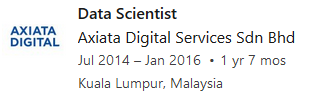 AXIATA
DIGITAL
Data Scientist
Axiata Digital Services Sdn Bhd
Jul 2014 – Jan 2016 • 1 yr 7 mos
Kuala Lumpur, Malaysia